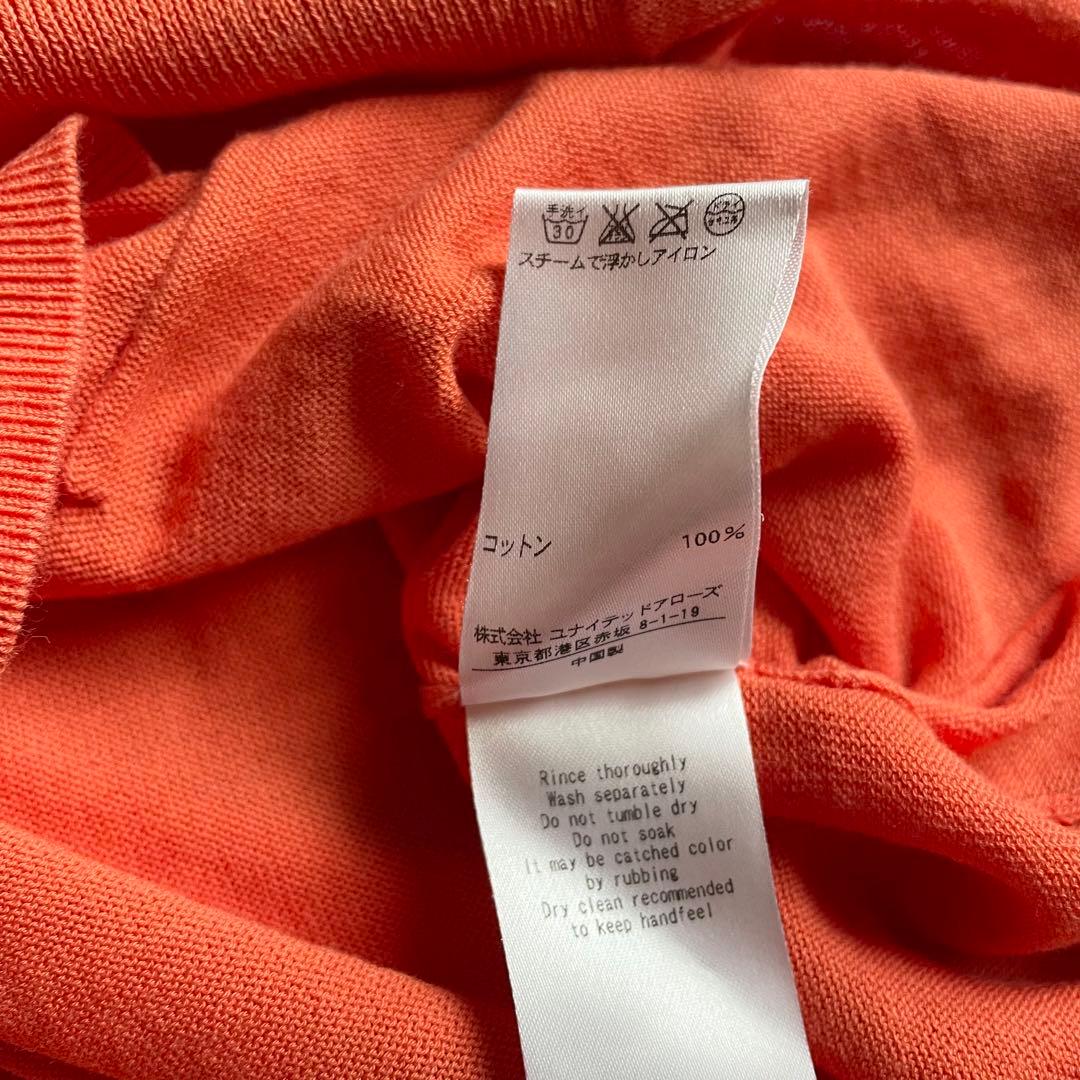 手洗イ
30
ドライ
スチームで浮かしアイロン
コットン 100%
株式会社 ユナイテッドアローズ
東京都港区赤坂 8-1-19
中国製
Rince thoroughly
Wash separately
Do not tumble dry
Do not soak
It may be catched color
by rubbing
Dry clean recommended
to keep handfeel